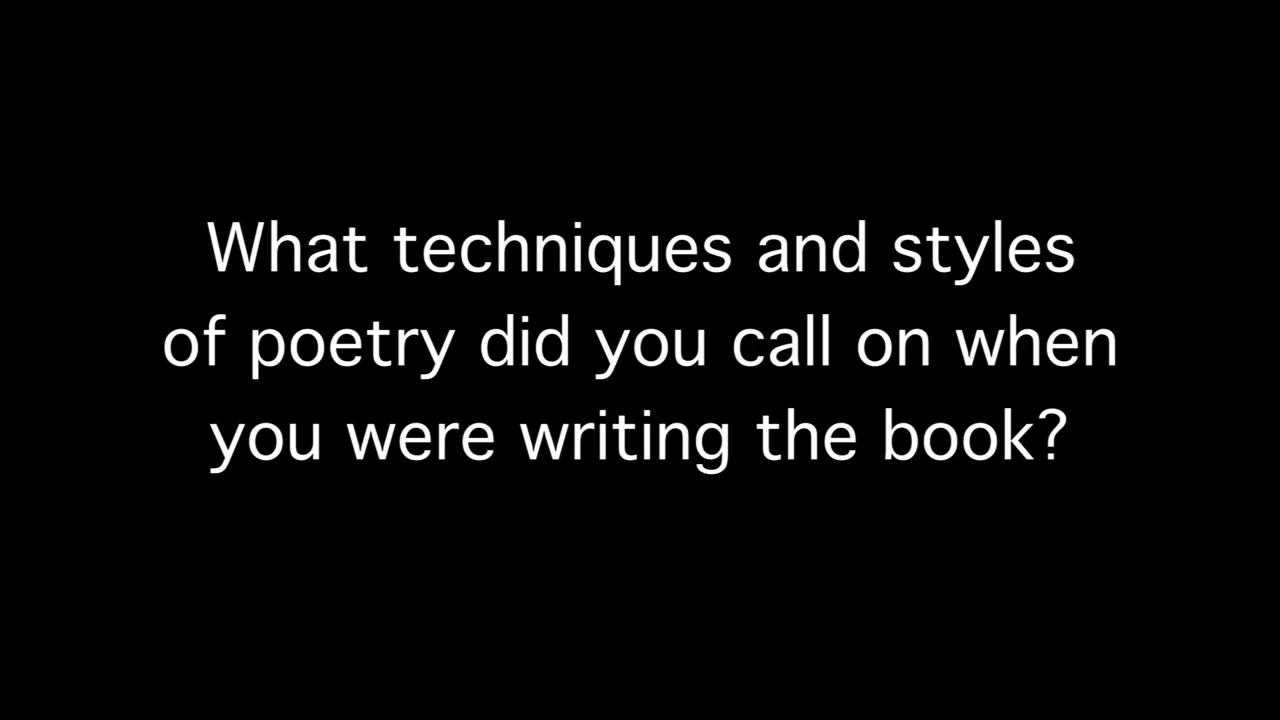 What techniques and styles
of poetry did you call on when
you were writing the book?